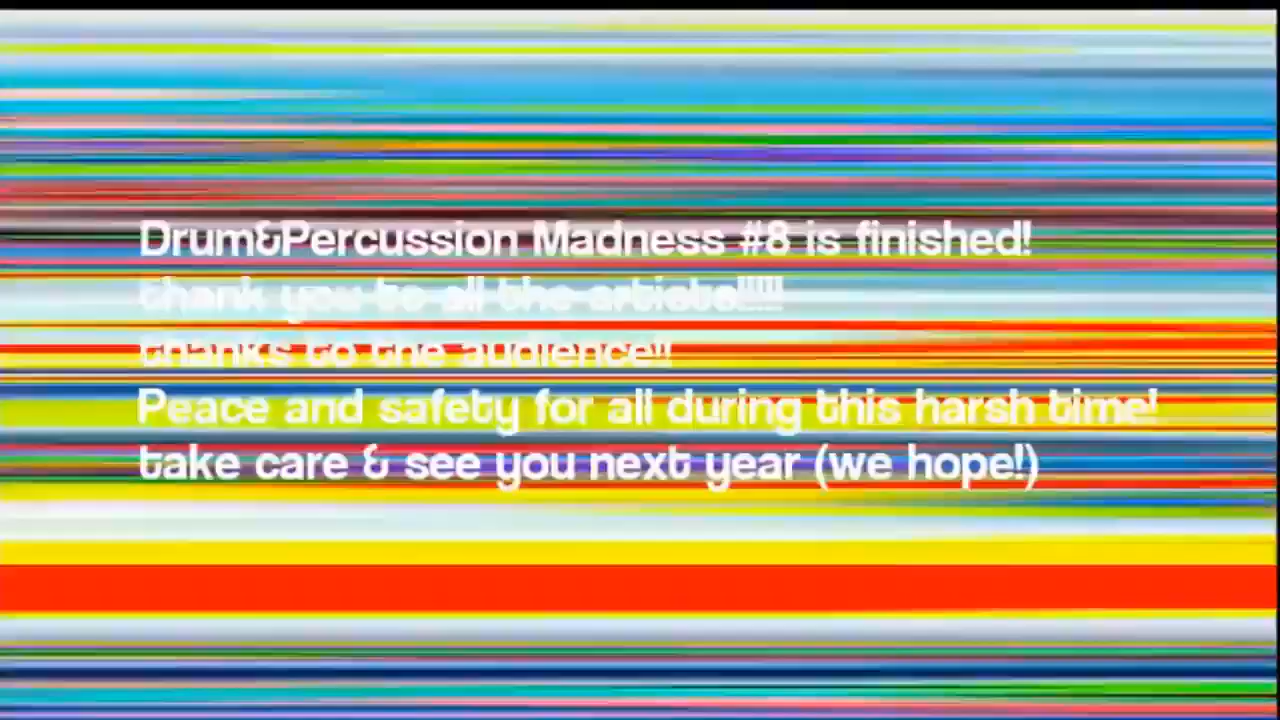 Drum&Percussion Madness #8 is finished!
thank you to all the artists!!!!!
thanks to the audience!!
Peace and safety for all during this harsh time!
take care & see you next year (we hope!)